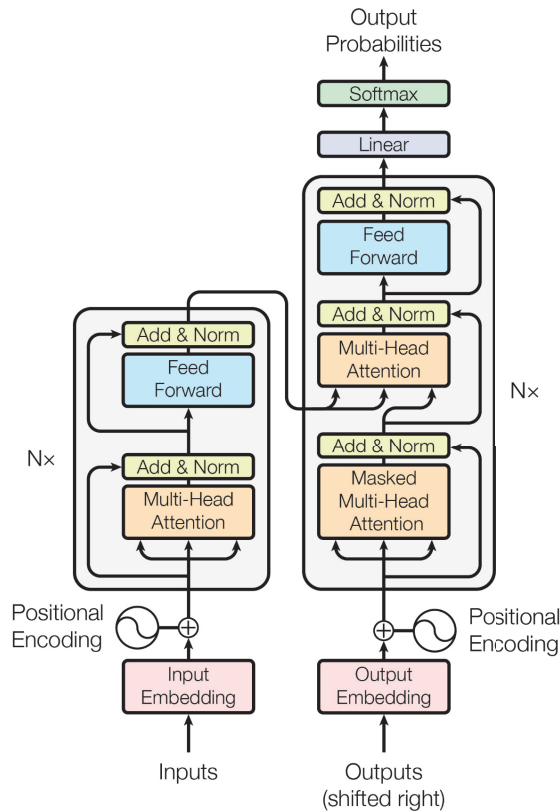 Output
Probabilities
Softmax
Linear
Add & Norm
Feed
Forward
Add & Norm
Multi-Head
Attention
Nx
Add & Norm
Masked
Multi-Head
Attention
Add & Norm
Feed
Forward
Nx
Add & Norm
Multi-Head
Attention
Positional
Encoding
Positional
Encoding
Input
Embedding
Output
Embedding
Inputs
Outputs
(shifted right)